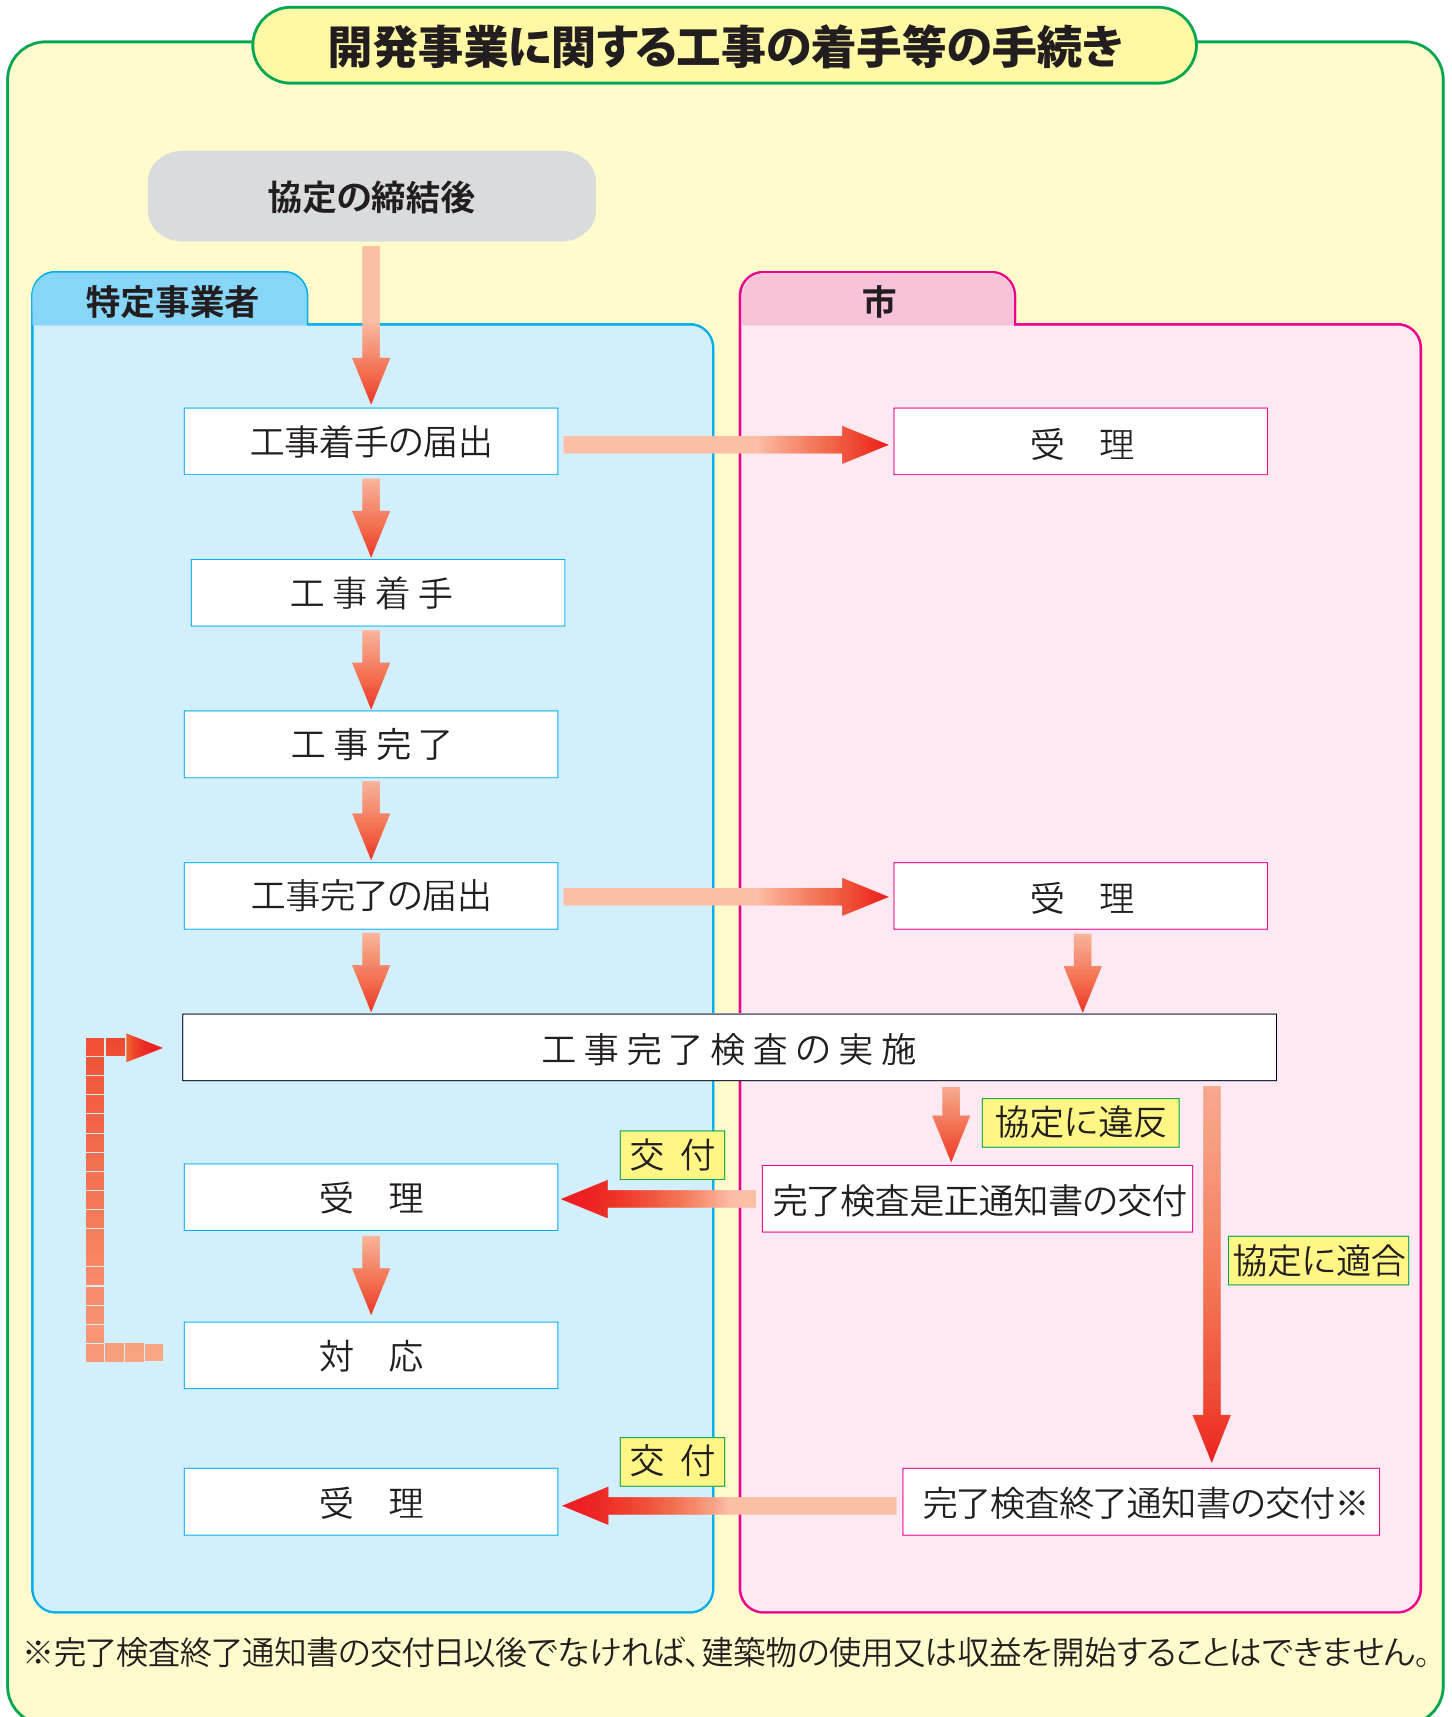 開発事業に関する工事の着手等の手続き
協定の締結後
特定事業者
市
工事着手の届出
受　理
工事着手
工事完了
工事完了の届出
受　理
工事完了検査の実施
協定に違反
交 付
受　理
完了検査是正通知書の交付
協定に適合
対　応
交 付
受　理
完了検査終了通知書の交付※
※完了検査終了通知書の交付日以後でなければ、建築物の使用又は収益を開始することはできません。